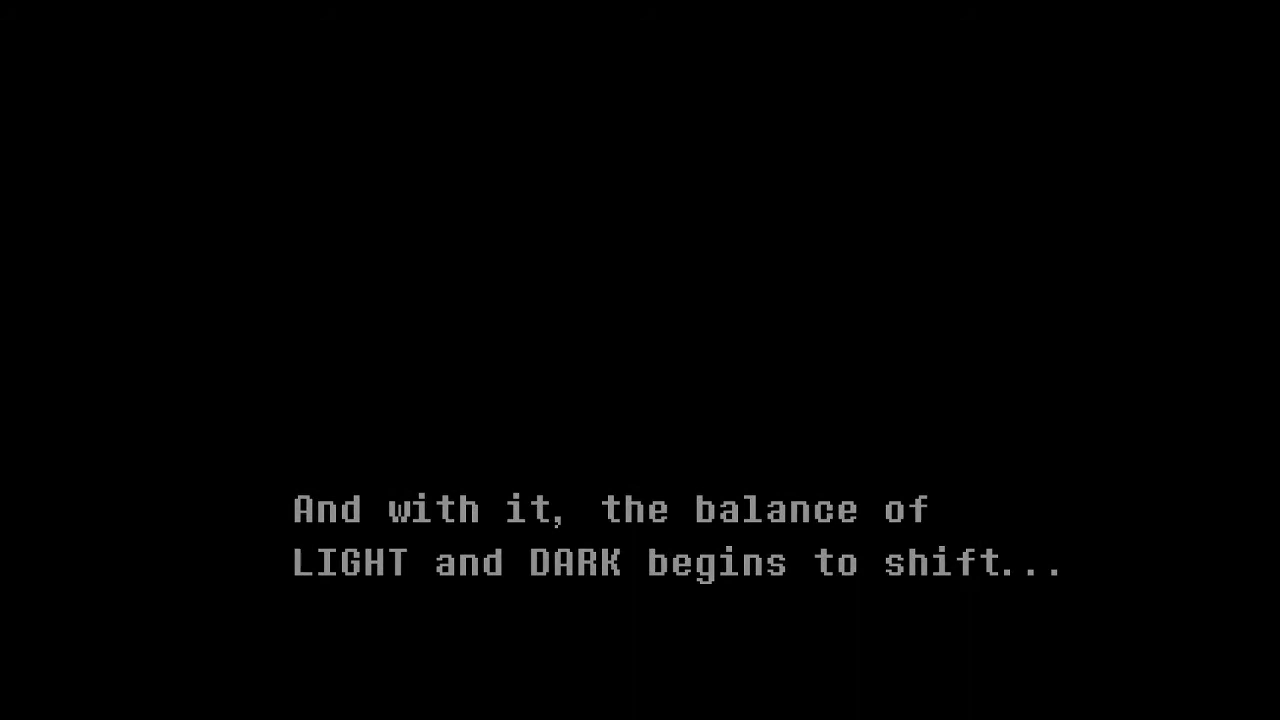 And with it, the balance of
LIGHT and DARK begins to shift...